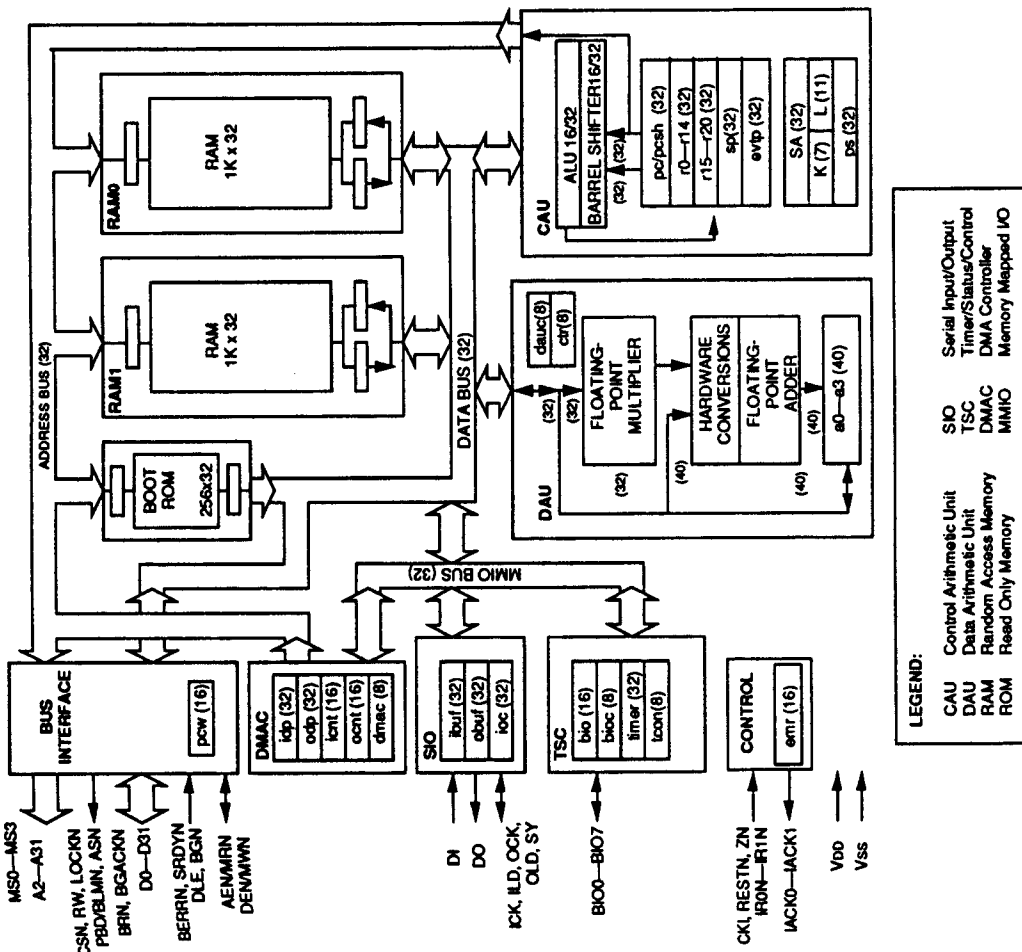 MS0—MS3
A2—A31
CSN, RW, LOCKN
PBD/BLMN, ASN
BRN, BGACKN
D0—D31
BERRN, SRDYN
DLE, BGN
AEN/MRN
DEN/MWN
DI
DO
ICK, ILD, OCK,
OLD, SY
BIO0—BIO7
CKI, RESTN, ZN
IR0N—IR1N
IACK0—IACK1
VDD
VSS
BUS
INTERFACE
pcw (16)
DMAC
idp (32)
odp (32)
icnt (16)
ocnt (16)
dmac (8)
SIO
ibuf (32)
obuf (32)
ioc (32)
TSC
bio (16)
bioc (8)
timer (32)
tcon(8)
CONTROL
emr (16)
MMIO BUS (32)
ADDRESS BUS (32)
BOOT
ROM
256x32
RAM1
RAM
1K x 32
RAM0
RAM
1K x 32
DATA BUS (32)
DAU
dauc(8)
ctr(8)
(32)
(32)
FLOATING-
POINT
MULTIPLIER
(32)
(40)
HARDWARE
CONVERSIONS
FLOATING-
POINT
ADDER
(40)
(40)
a0—a3 (40)
CAU
ALU 16/32
BARREL SHIFTER16/32
(32)
(32)
pc/pcsh (32)
r0—r14 (32)
r15—r20 (32)
sp(32)
evtp (32)
SA (32)
K (7)
L (11)
ps (32)
LEGEND:
CAU Control Arithmetic Unit
DAU Data Arithmetic Unit
RAM Random Access Memory
ROM Read Only Memory
SIO Serial Input/Output
TSC Timer/Status/Control
DMAC DMA Controller
MMIO Memory Mapped I/O